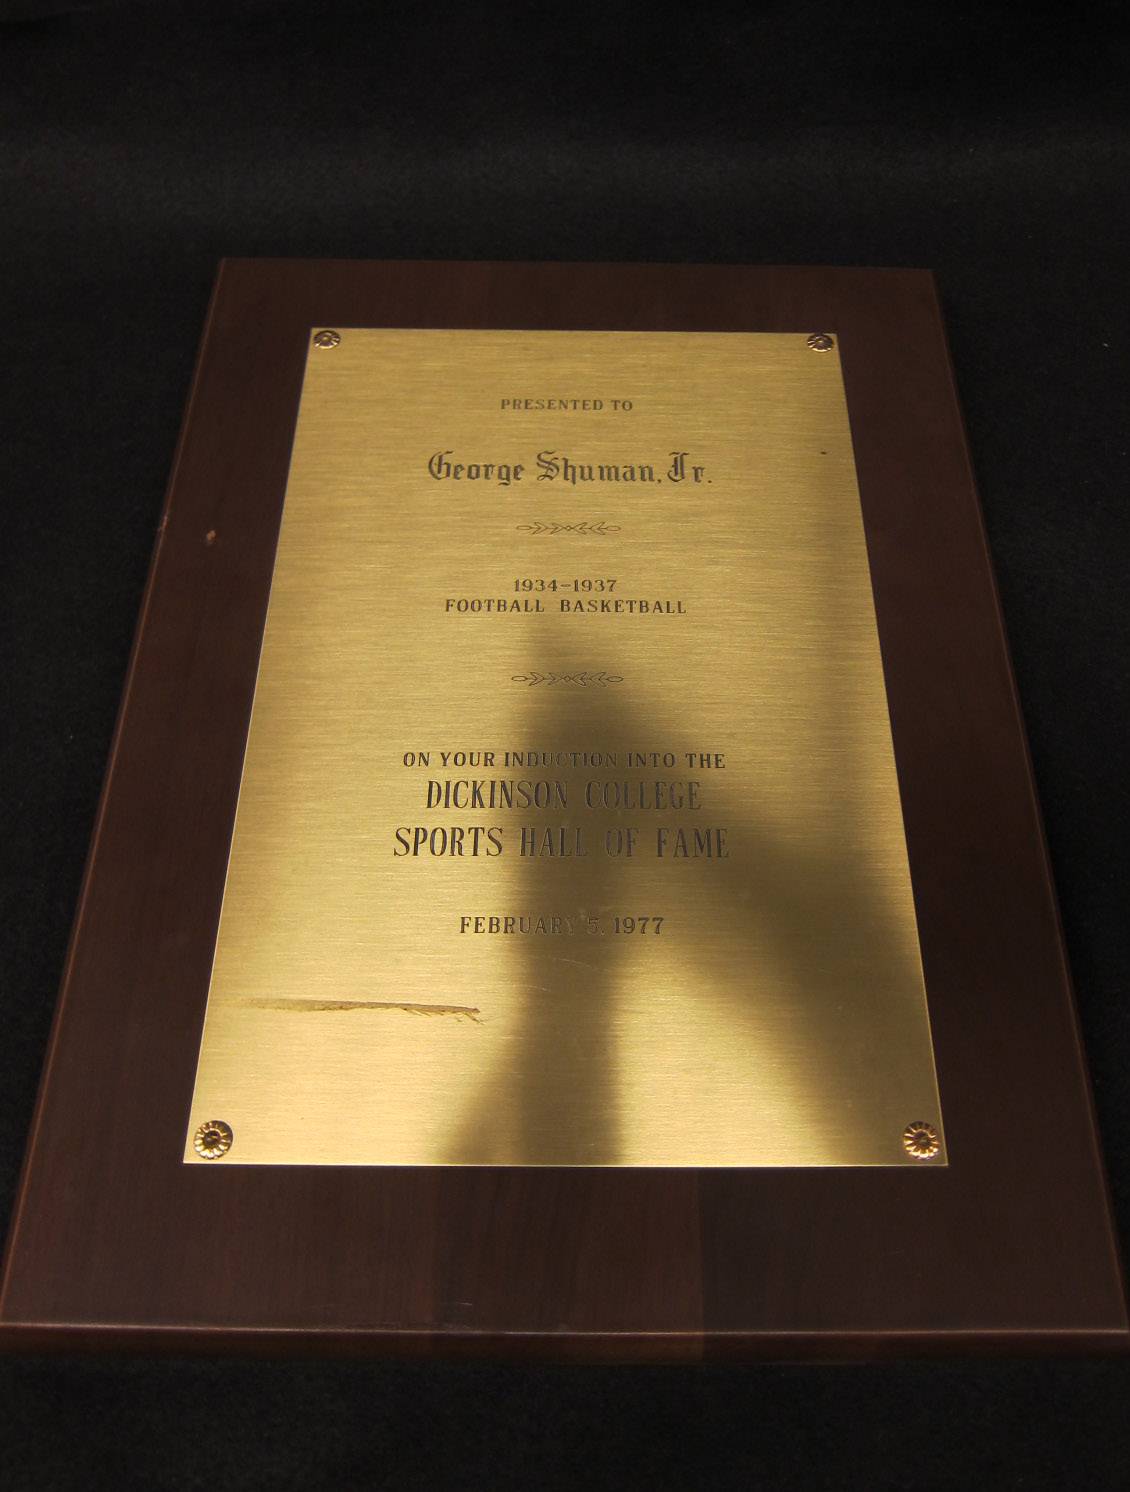 PRESENTED TO
George Shuman, Jr.
1934-1937
FOOTBALL BASKETBALL
ON YOUR INDUCTION INTO THE
DICKINSON COLLEGE
SPORTS HALL OF FAME
FEBRUARY 5, 1977